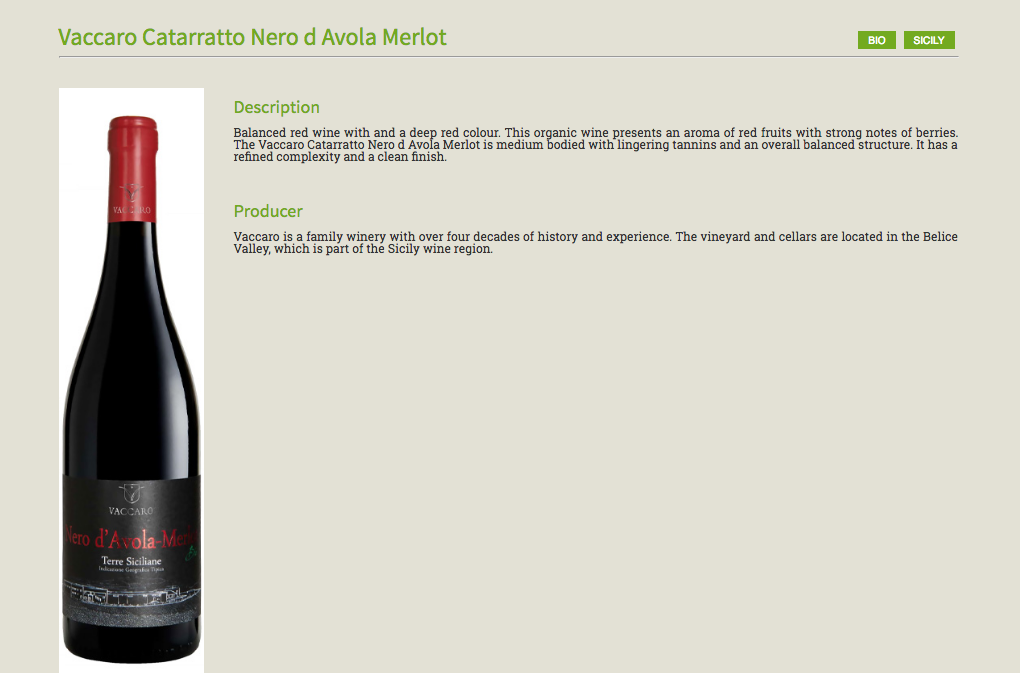 Vaccaro Catarratto Nero d Avola Merlot
BIO SICILY
Description
Balanced red wine with and a deep red colour. This organic wine presents an aroma of red fruits with strong notes of berries.
The Vaccaro Catarratto Nero d Avola Merlot is medium bodied with lingering tannins and an overall balanced structure. It has a
refined complexity and a clean finish.
Producer
Vaccaro is a family winery with over four decades of history and experience. The vineyard and cellars are located in the Belice
Valley, which is part of the Sicily wine region.
VACCARO
VACCARO
Nero d'Avola-Merlot
Bio
Terre Siciliane
Indicazione Geografica Tipica